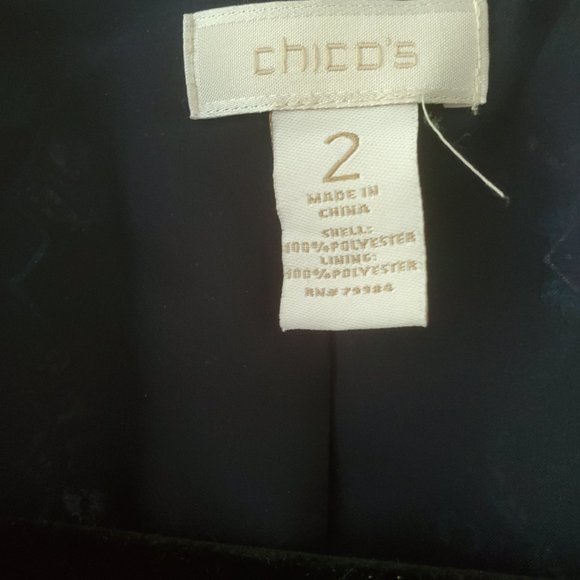 chico's
2
MADE IN
CHINA
SHELL:
100% POLYESTER
LINING:
100% POLYESTER
RN# 79984